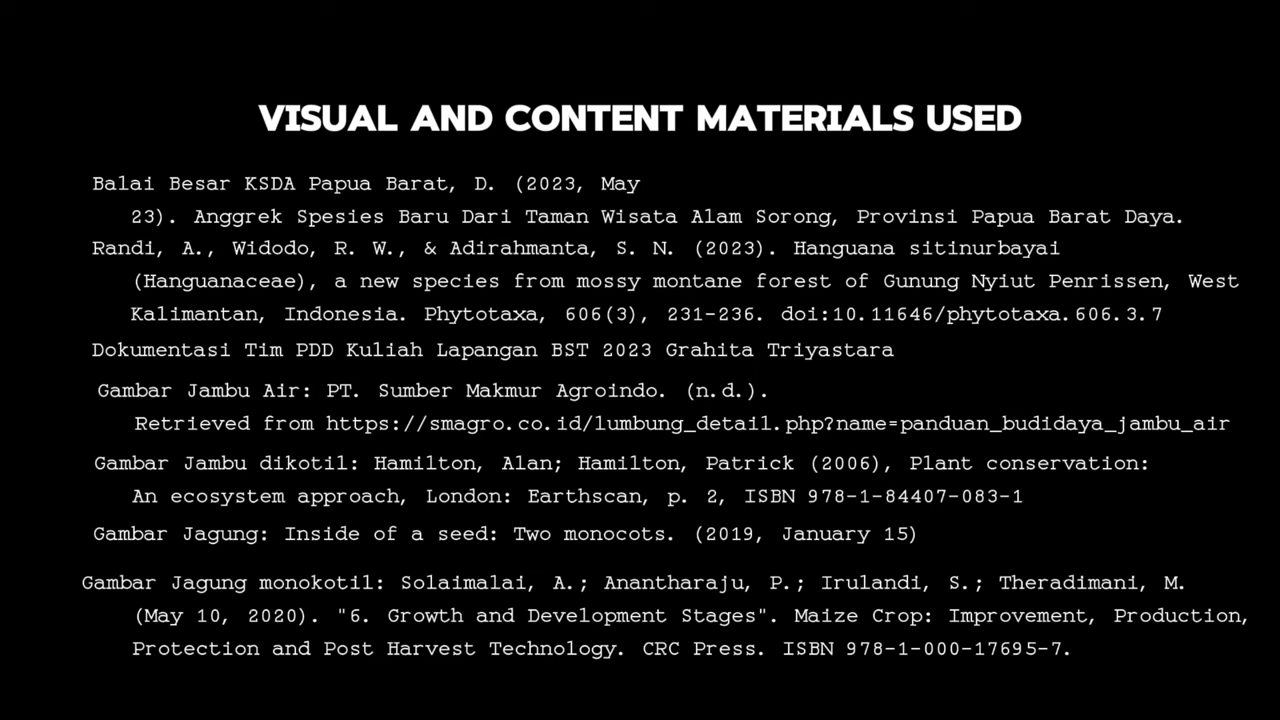 VISUAL AND CONTENT MATERIALS USED
Balai Besar KSDA Papua Barat, D. (2023, May
23). Anggrek Spesies Baru Dari Taman Wisata Alam Sorong, Provinsi Papua Barat Daya.
Randi, A., Widodo, R. W., & Adirahmanta, S. N. (2023). Hanguana sitinurbayai
(Hanguanaceae), a new species from mossy montane forest of Gunung Nyiut Penrissen, West
Kalimantan, Indonesia. Phytotaxa, 606(3), 231-236. doi:10.11646/phytotaxa.606.3.7
Dokumentasi Tim PDD Kuliah Lapangan BST 2023 Grahita Triyastara
Gambar Jambu Air: PT. Sumber Makmur Agroindo. (n.d.).
Retrieved from https://smagro.co.id/lumbung_detail.php?name=panduan_budidaya_jambu_air
Gambar Jambu dikotil: Hamilton, Alan; Hamilton, Patrick (2006), Plant conservation:
An ecosystem approach, London: Earthscan, p. 2, ISBN 978-1-84407-083-1
Gambar Jagung: Inside of a seed: Two monocots. (2019, January 15)
Gambar Jagung monokotil: Solaimalai, A.; Anantharaju, P.; Irulandi, S.; Theradimani, M.
(May 10, 2020). "6. Growth and Development Stages". Maize Crop: Improvement, Production,
Protection and Post Harvest Technology. CRC Press. ISBN 978-1-000-17695-7.